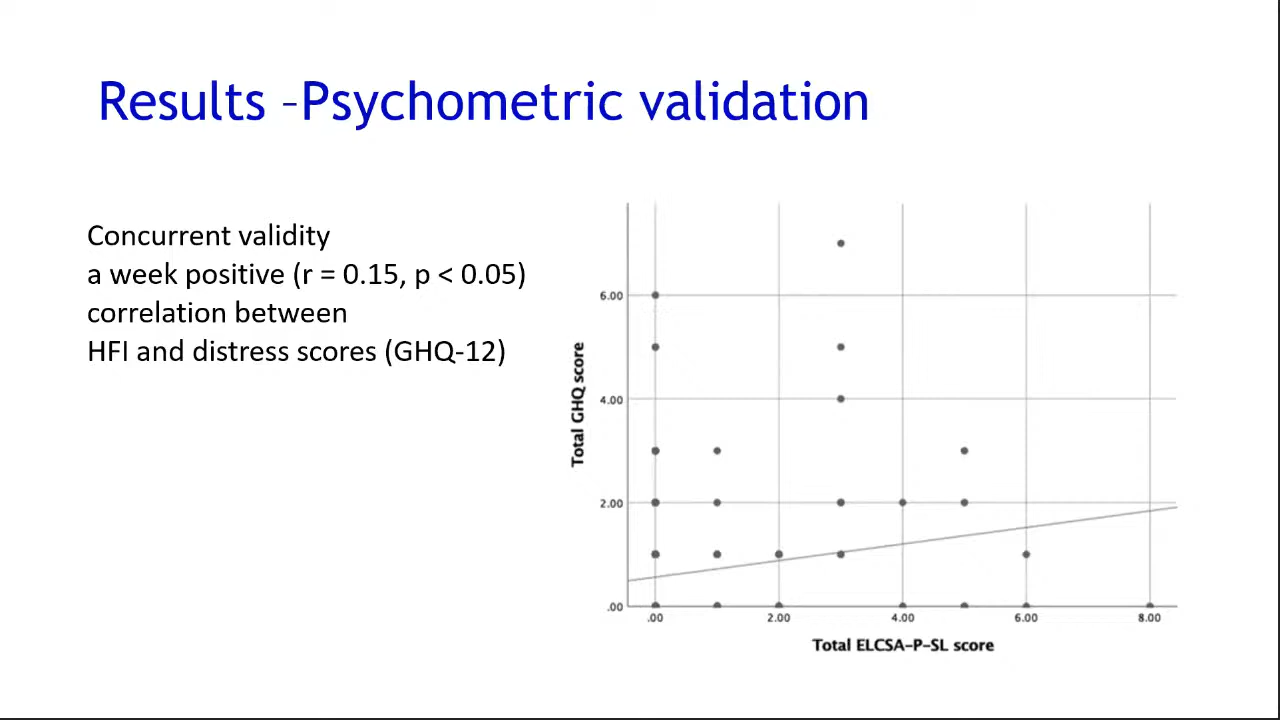 Results –Psychometric validation
Concurrent validity
a week positive (r = 0.15, p < 0.05)
correlation between
HFI and distress scores (GHQ-12)
Total GHQ score
6.00
4.00
2.00
.00
.00 2.00 4.00 6.00 8.00
Total ELCSA-P-SL score